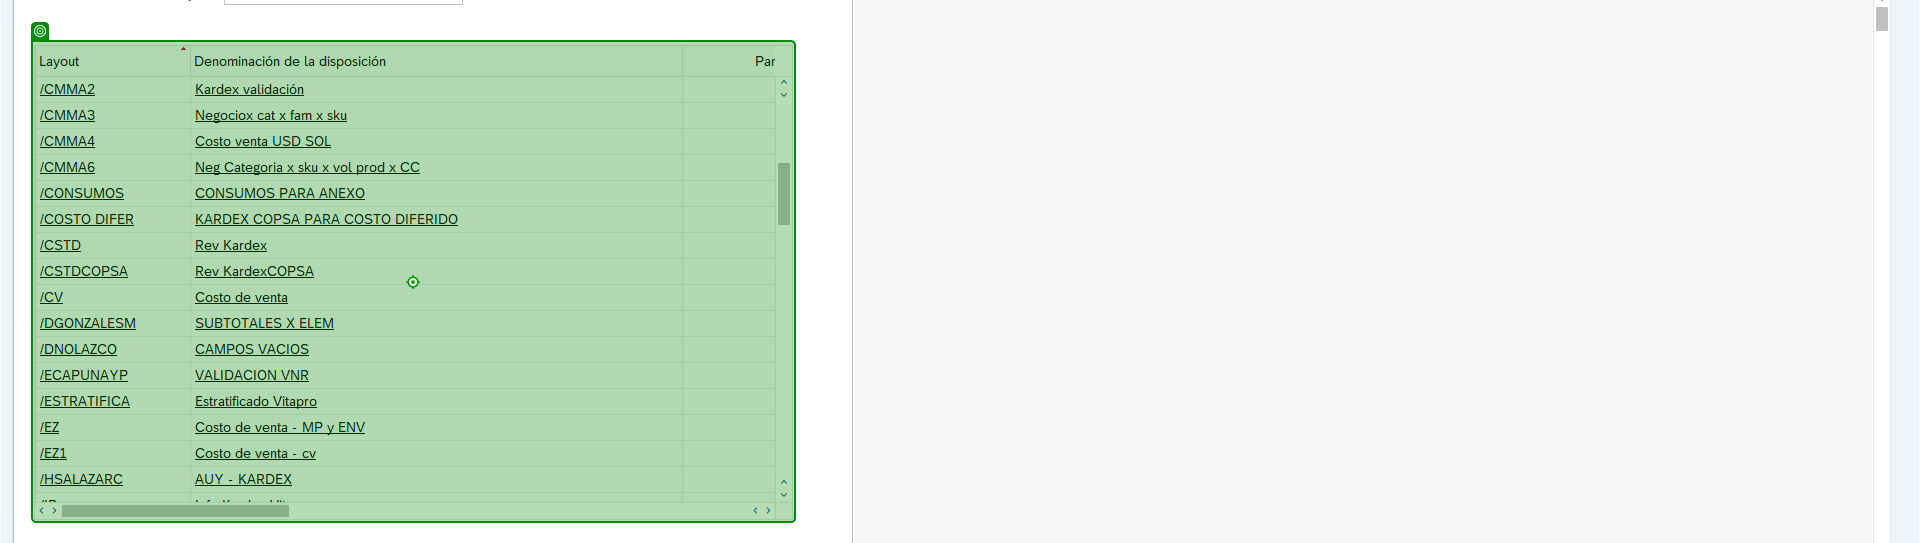 Layout Denominación de la disposición Par
/CMMA2 Kardex validación
/CMMA3 Negociox cat x fam x sku
/CMMA4 Costo venta USD SOL
/CMMA6 Neg Categoria x sku x vol prod x CC
/CONSUMOS CONSUMOS PARA ANEXO
/COSTO DIFER KARDEX COPSA PARA COSTO DIFERIDO
/CSTD Rev Kardex
/CSTDCOPSA Rev KardexCOPSA
/CV Costo de venta
/DGONZALESM SUBTOTALES X ELEM
/DNOLAZCO CAMPOS VACIOS
/ECAPUNAYP VALIDACION VNR
/ESTRATIFICA Estratificado Vitapro
/EZ Costo de venta - MP y ENV
/EZ1 Costo de venta - cv
/HSALAZARC AUY - KARDEX